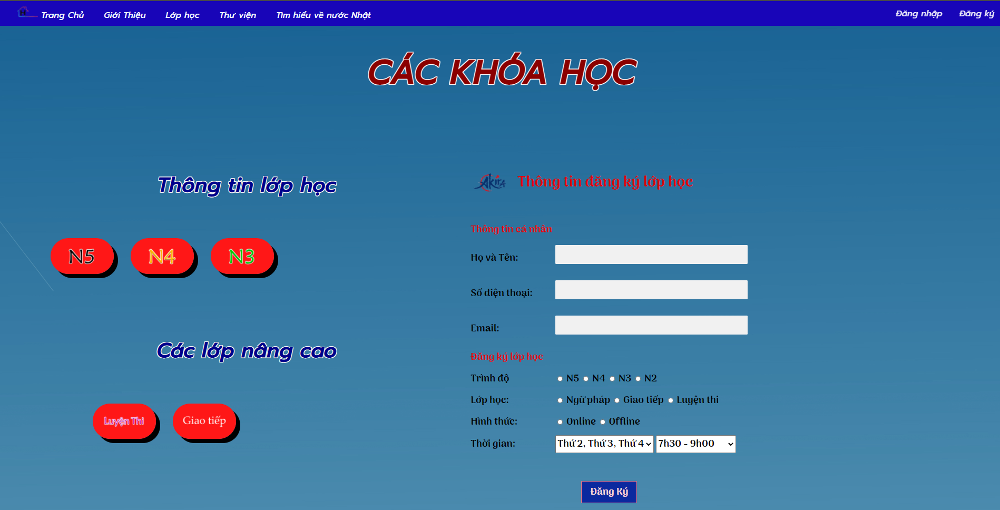 H Trang Chủ Giới Thiệu Lớp học Thư viện Tìm hiểu về nước Nhật Đăng nhập Đăng ký
CÁC KHÓA HỌC
Thông tin lớp học
N5 N4 N3
Các lớp nâng cao
Luyện Thi Giao tiếp
Akira Thông tin đăng ký lớp học
Thông tin cá nhân
Họ và Tên:
Số điện thoại:
Email:
Đăng ký lớp học
Trình độ N5 N4 N3 N2
Lớp học: Ngữ pháp Giao tiếp Luyện thi
Hình thức: Online Offline
Thời gian: Thứ 2, Thứ 3, Thứ 4 7h30 - 9h00
Đăng Ký